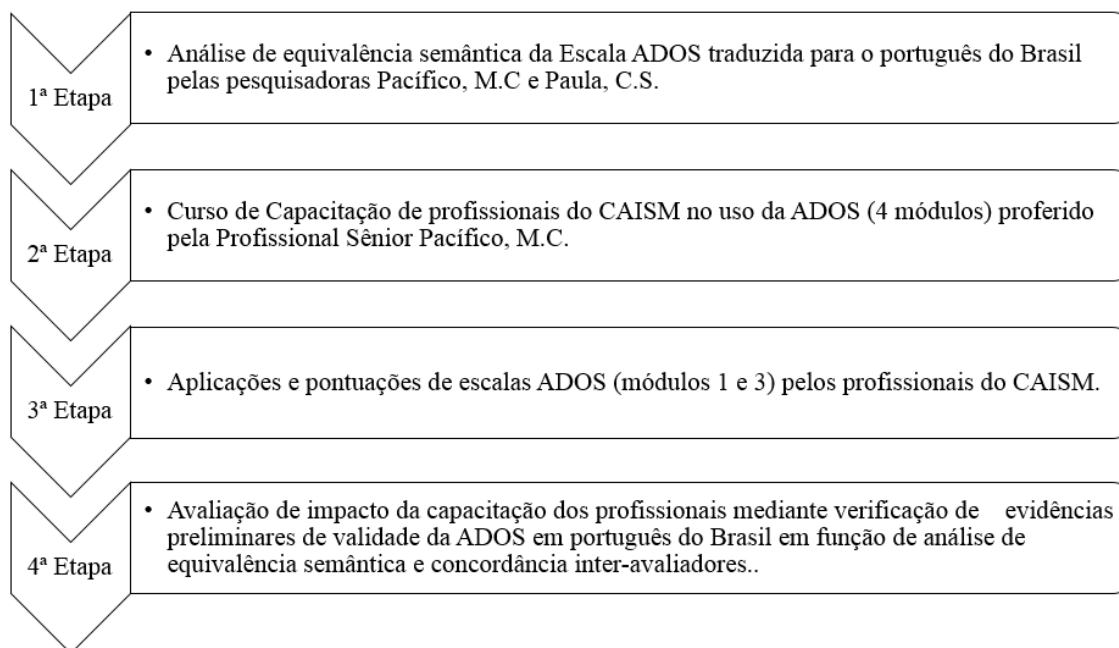 1ª Etapa
• Análise de equivalência semântica da Escala ADOS traduzida para o português do Brasil
pelas pesquisadoras Pacífico, M.C e Paula, C.S.
2ª Etapa
• Curso de Capacitação de profissionais do CAISM no uso da ADOS (4 módulos) proferido
pela Profissional Sênior Pacífico, M.C.
3ª Etapa
• Aplicações e pontuações de escalas ADOS (módulos 1 e 3) pelos profissionais do CAISM.
4ª Etapa
• Avaliação de impacto da capacitação dos profissionais mediante verificação de evidências
preliminares de validade da ADOS em português do Brasil em função de análise de
equivalência semântica e concordância inter-avaliadores..